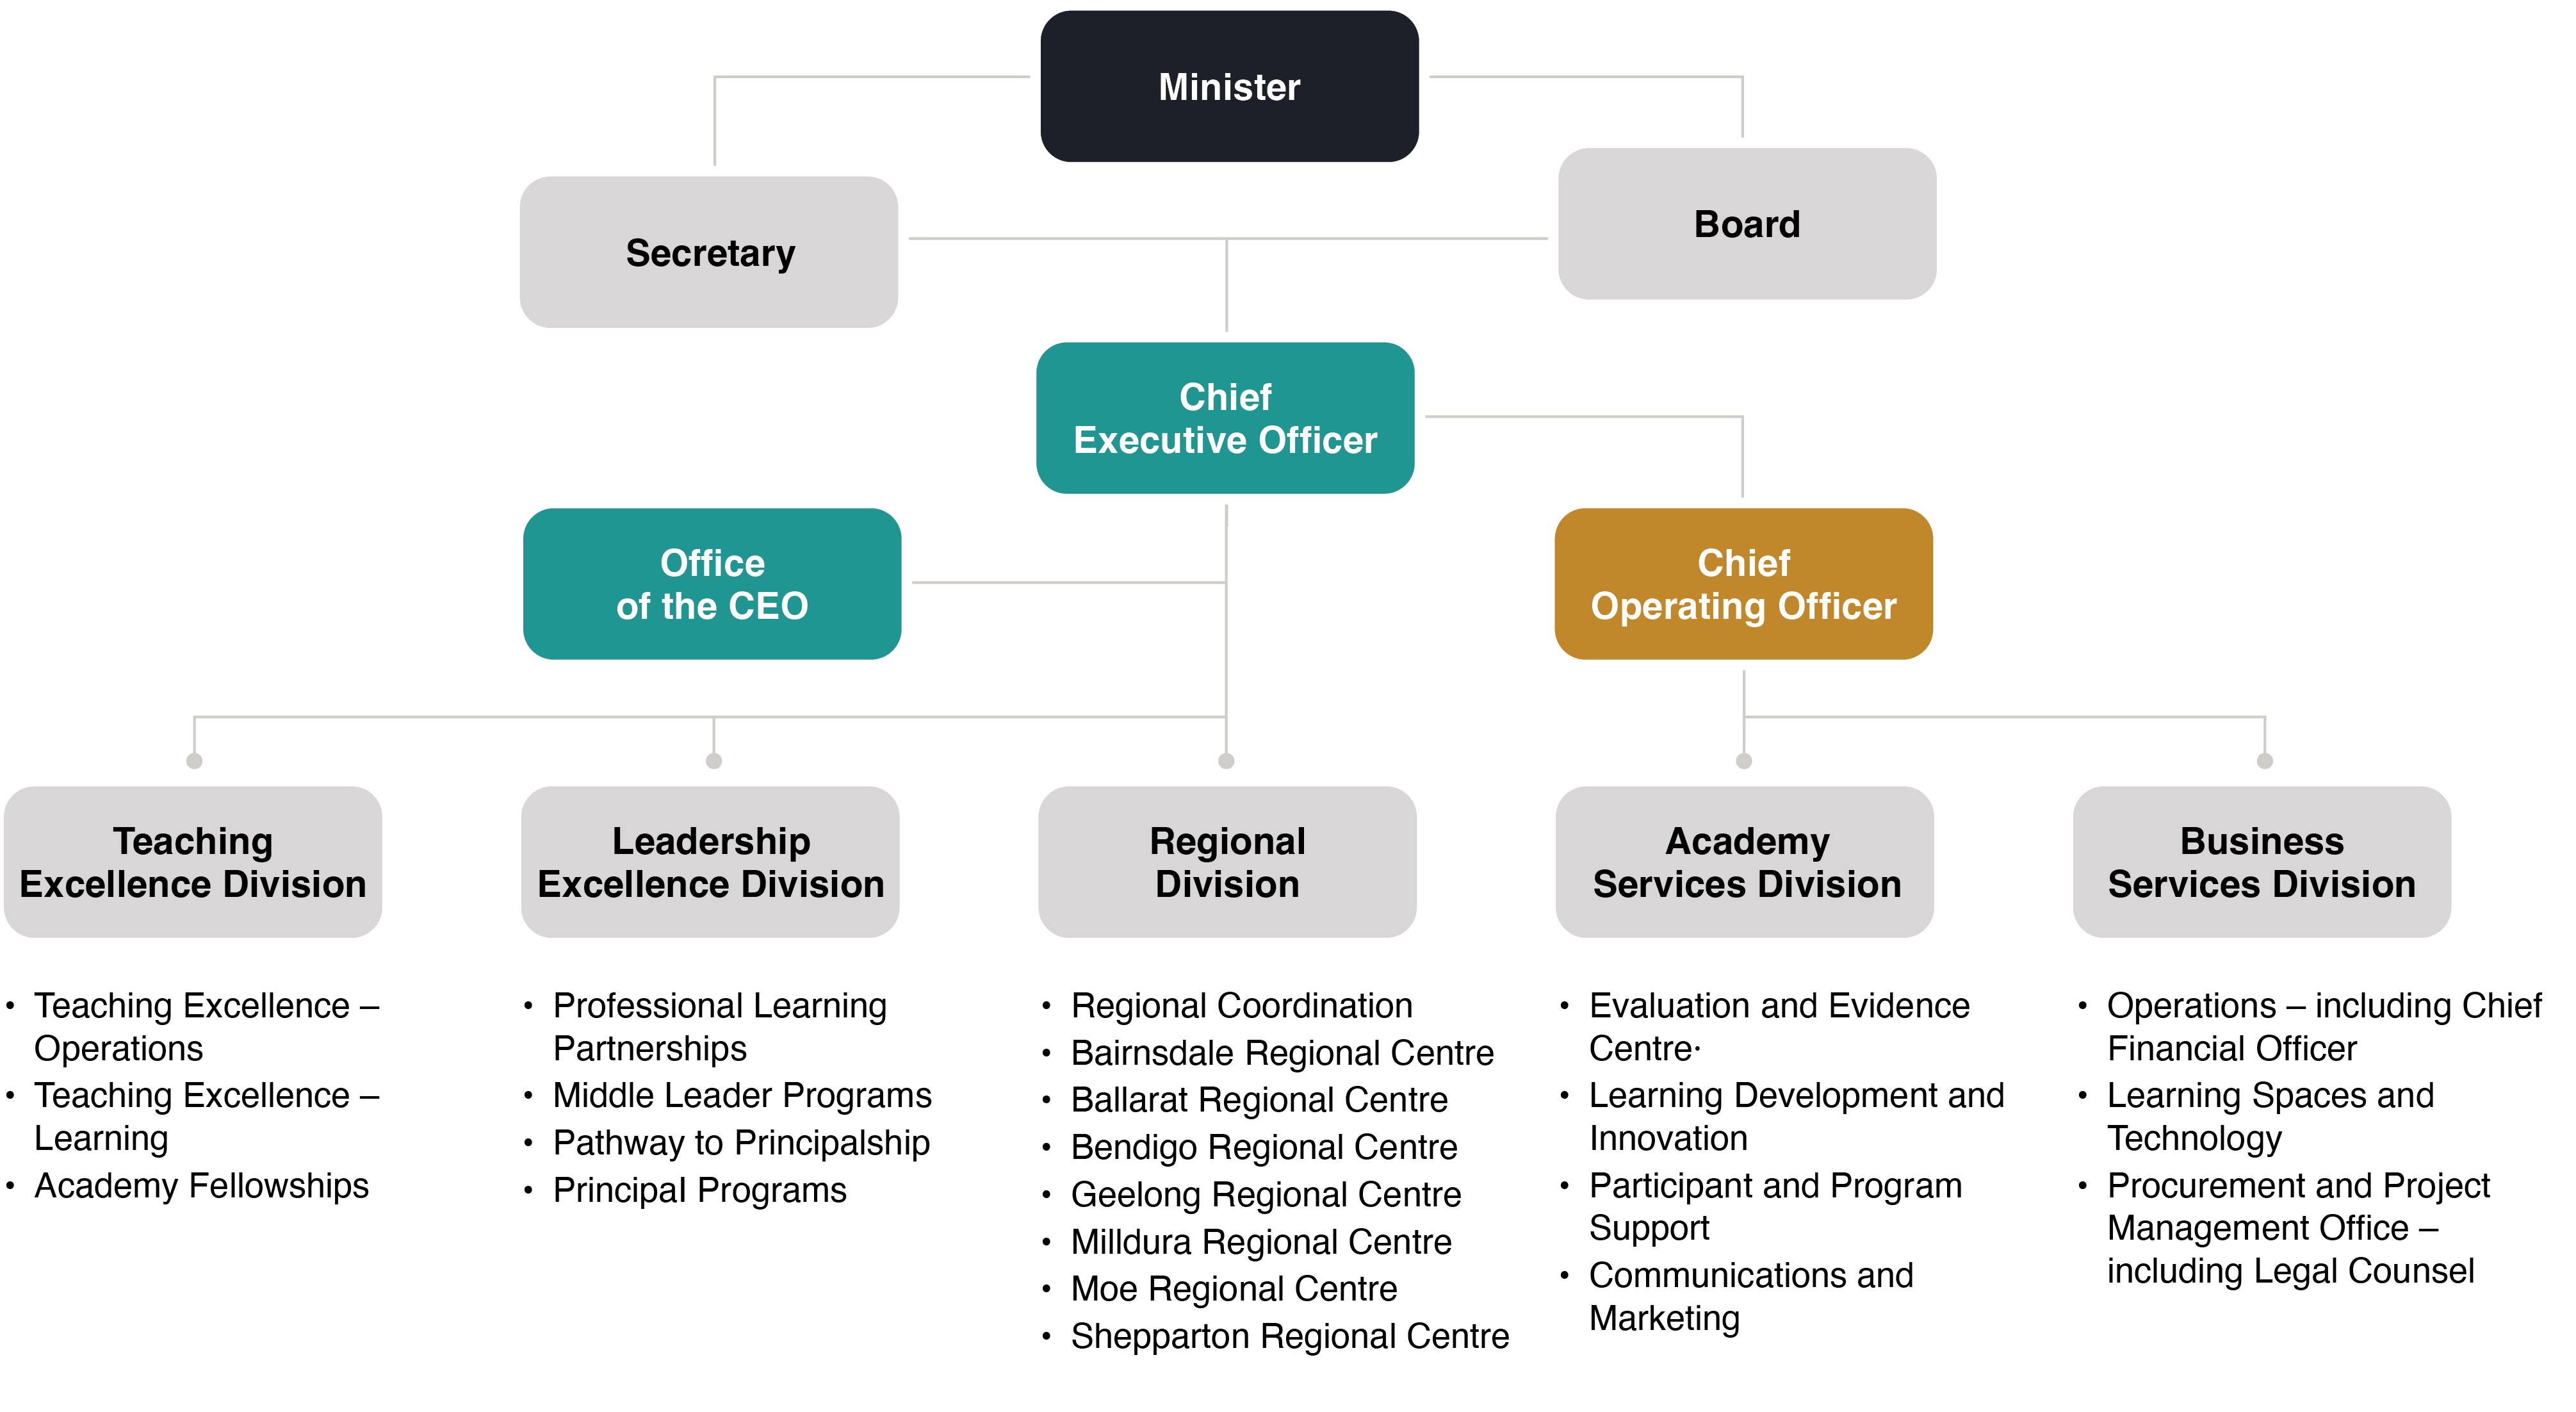 Minister
Secretary
Board
Chief
Executive Officer
Office
of the CEO
Chief
Operating Officer
Teaching
Excellence Division
• Teaching Excellence –
Operations
• Teaching Excellence –
Learning
• Academy Fellowships
Leadership
Excellence Division
• Professional Learning
Partnerships
• Middle Leader Programs
• Pathway to Principalship
• Principal Programs
Regional
Division
• Regional Coordination
• Bairnsdale Regional Centre
• Ballarat Regional Centre
• Bendigo Regional Centre
• Geelong Regional Centre
• Milldura Regional Centre
• Moe Regional Centre
• Shepparton Regional Centre
Academy
Services Division
• Evaluation and Evidence
Centre·
• Learning Development and
Innovation
• Participant and Program
Support
• Communications and
Marketing
Business
Services Division
• Operations – including Chief
Financial Officer
• Learning Spaces and
Technology
• Procurement and Project
Management Office –
including Legal Counsel